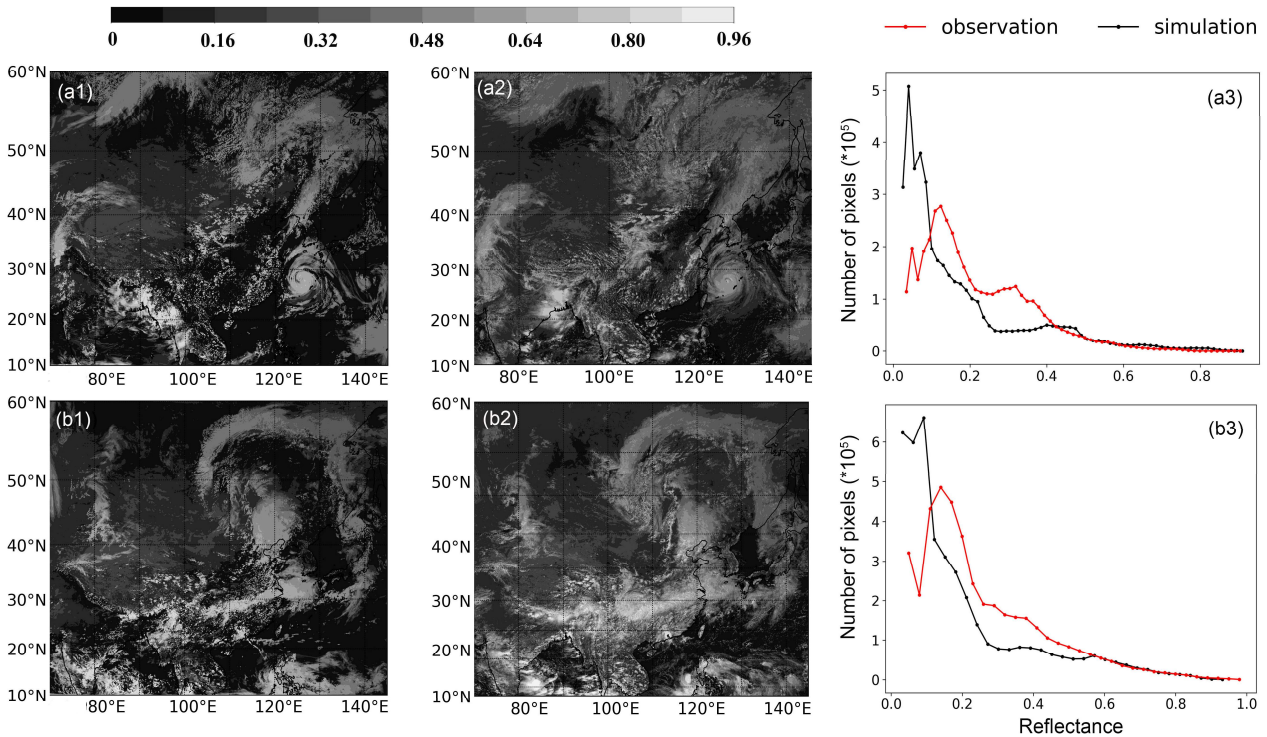 0 0.16 0.32 0.48 0.64 0.80 0.96
observation simulation
(a1)
60°N
50°N
40°N
30°N
20°N
10°N
80°E 100°E 120°E 140°E
(a2)
60°N
50°N
40°N
30°N
20°N
10°N
80°E 100°E 120°E 140°E
(a3)
Number of pixels (*10⁵)
5
4
3
2
1
0
0.0 0.2 0.4 0.6 0.8
(b1)
60°N
50°N
40°N
30°N
20°N
10°N
80°E 100°E 120°E 140°E
(b2)
60°N
50°N
40°N
30°N
20°N
10°N
80°E 100°E 120°E 140°E
(b3)
Number of pixels (*10⁵)
6
5
4
3
2
1
0
0.0 0.2 0.4 0.6 0.8 1.0
Reflectance